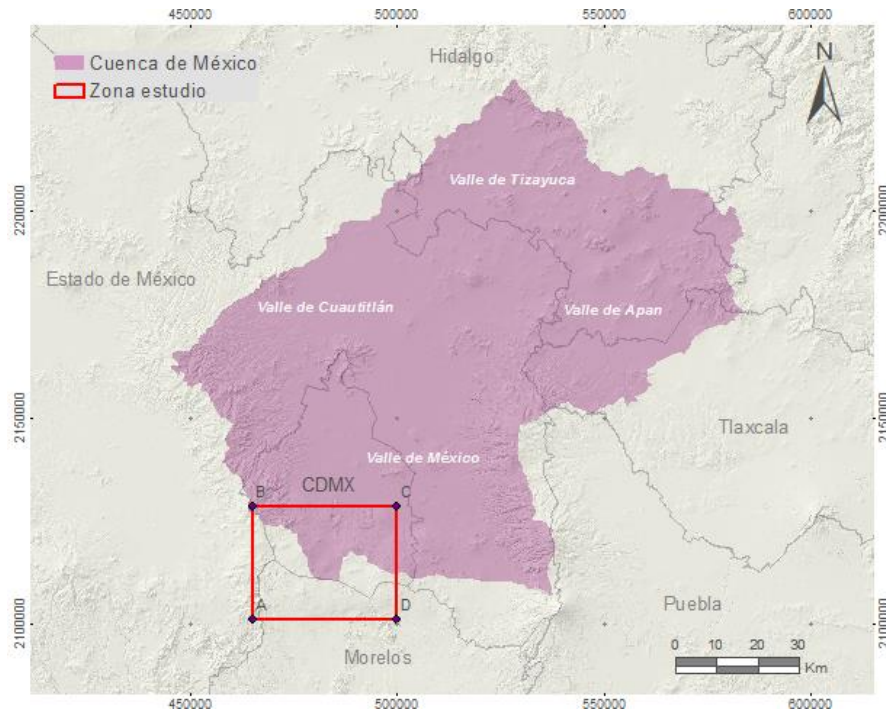 450000 500000 550000 600000
Cuenca de México
Zona estudio
Hidalgo
N
Valle de Tizayuca
2200000 2200000
Estado de México
Valle de Cuautitlán
Valle de Apan
2150000 2150000
Tlaxcala
Valle de México
CDMX
B C
A D
2100000 2100000
Puebla
Morelos
0 10 20 30
Km
450000 500000 550000 600000